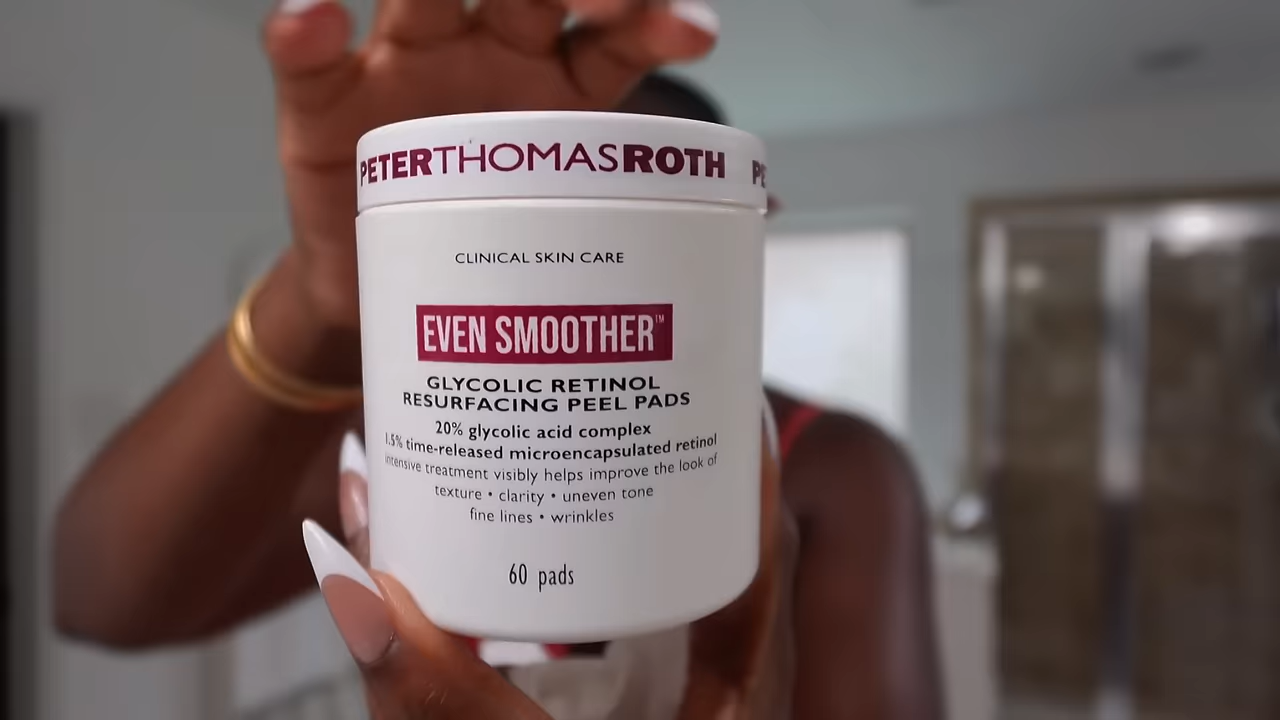 PETERTHOMASROTH PE
CLINICAL SKIN CARE
EVEN SMOOTHER™
GLYCOLIC RETINOL
RESURFACING PEEL PADS
20% glycolic acid complex
1.5% time-released microencapsulated retinol
intensive treatment visibly helps improve the look of
texture • clarity • uneven tone
fine lines • wrinkles
60 pads